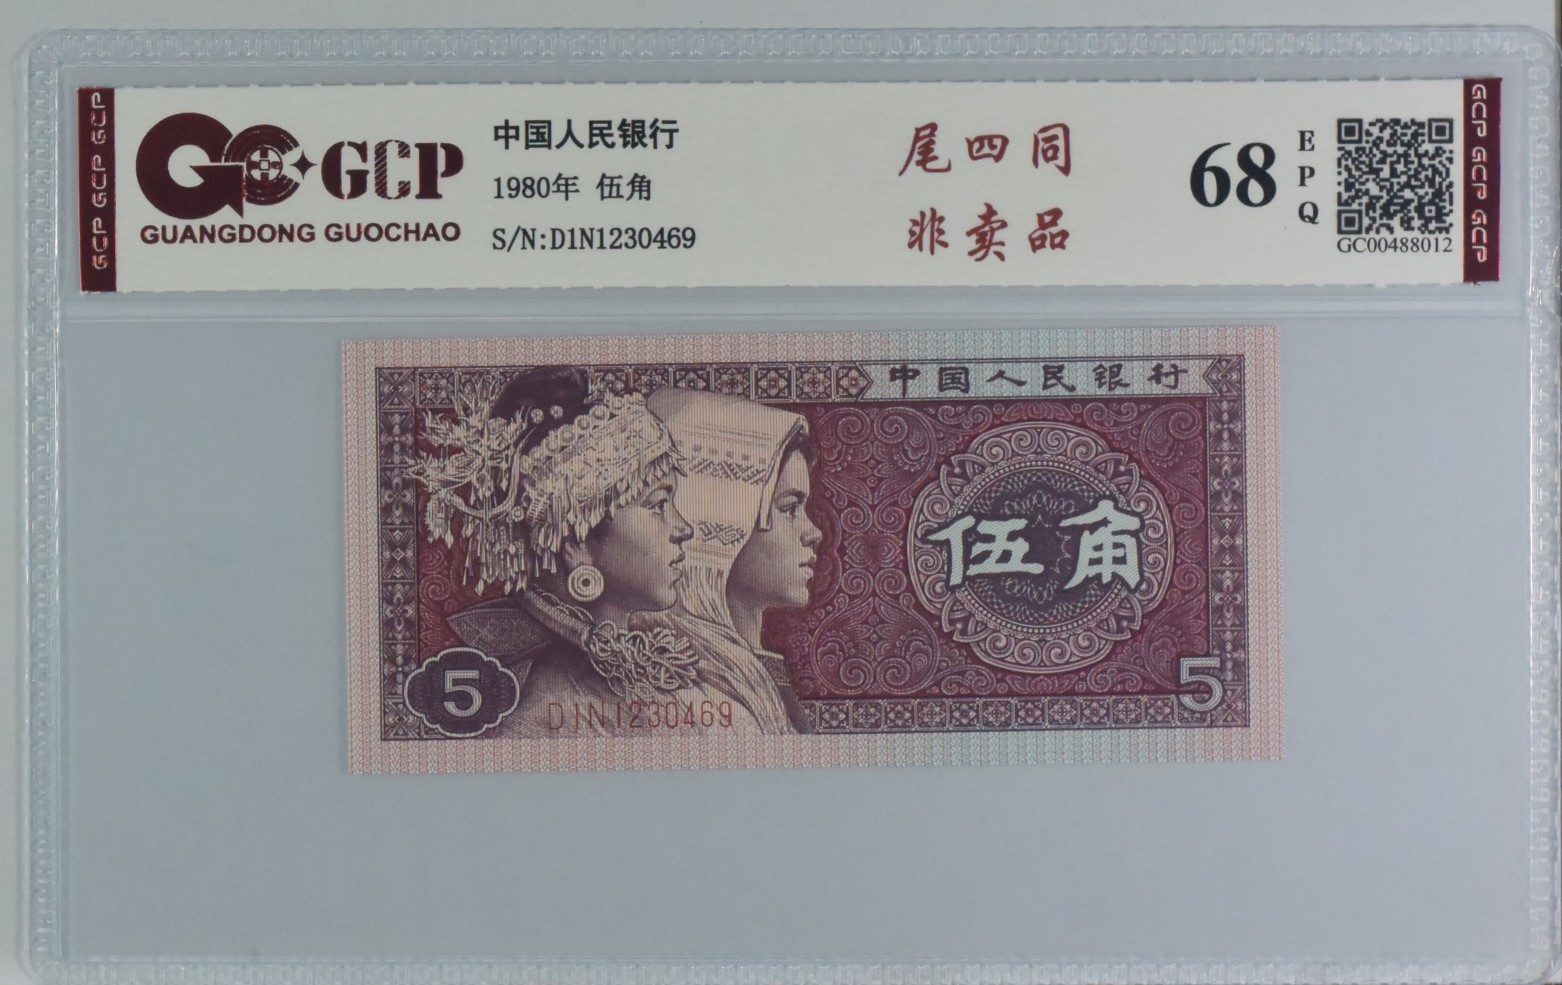 GCP GCP GCP
GCP
GUANGDONG GUOCHAO
中国人民银行
1980年 伍角
S/N:D1N1230469
尾四同
非卖品
68
EPQ
GC00488012
GCP GCP GCP
中国人民银行
伍角
5
D1N1230469
5